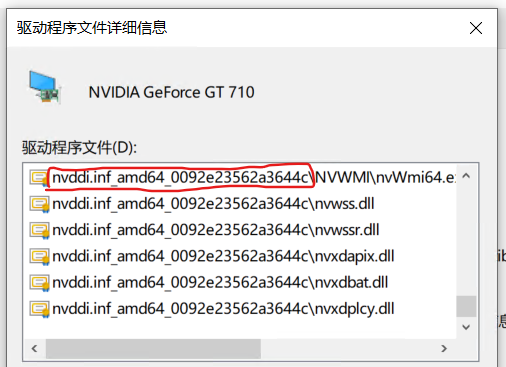 驱动程序文件详细信息
NVIDIA GeForce GT 710
驱动程序文件(D):
nvddi.inf_amd64_0092e23562a3644c\NVWMI\nvWmi64.ex
nvddi.inf_amd64_0092e23562a3644c\nvwss.dll
nvddi.inf_amd64_0092e23562a3644c\nvwssr.dll
nvddi.inf_amd64_0092e23562a3644c\nvxdapix.dll
nvddi.inf_amd64_0092e23562a3644c\nvxdbat.dll
nvddi.inf_amd64_0092e23562a3644c\nvxdplcy.dll